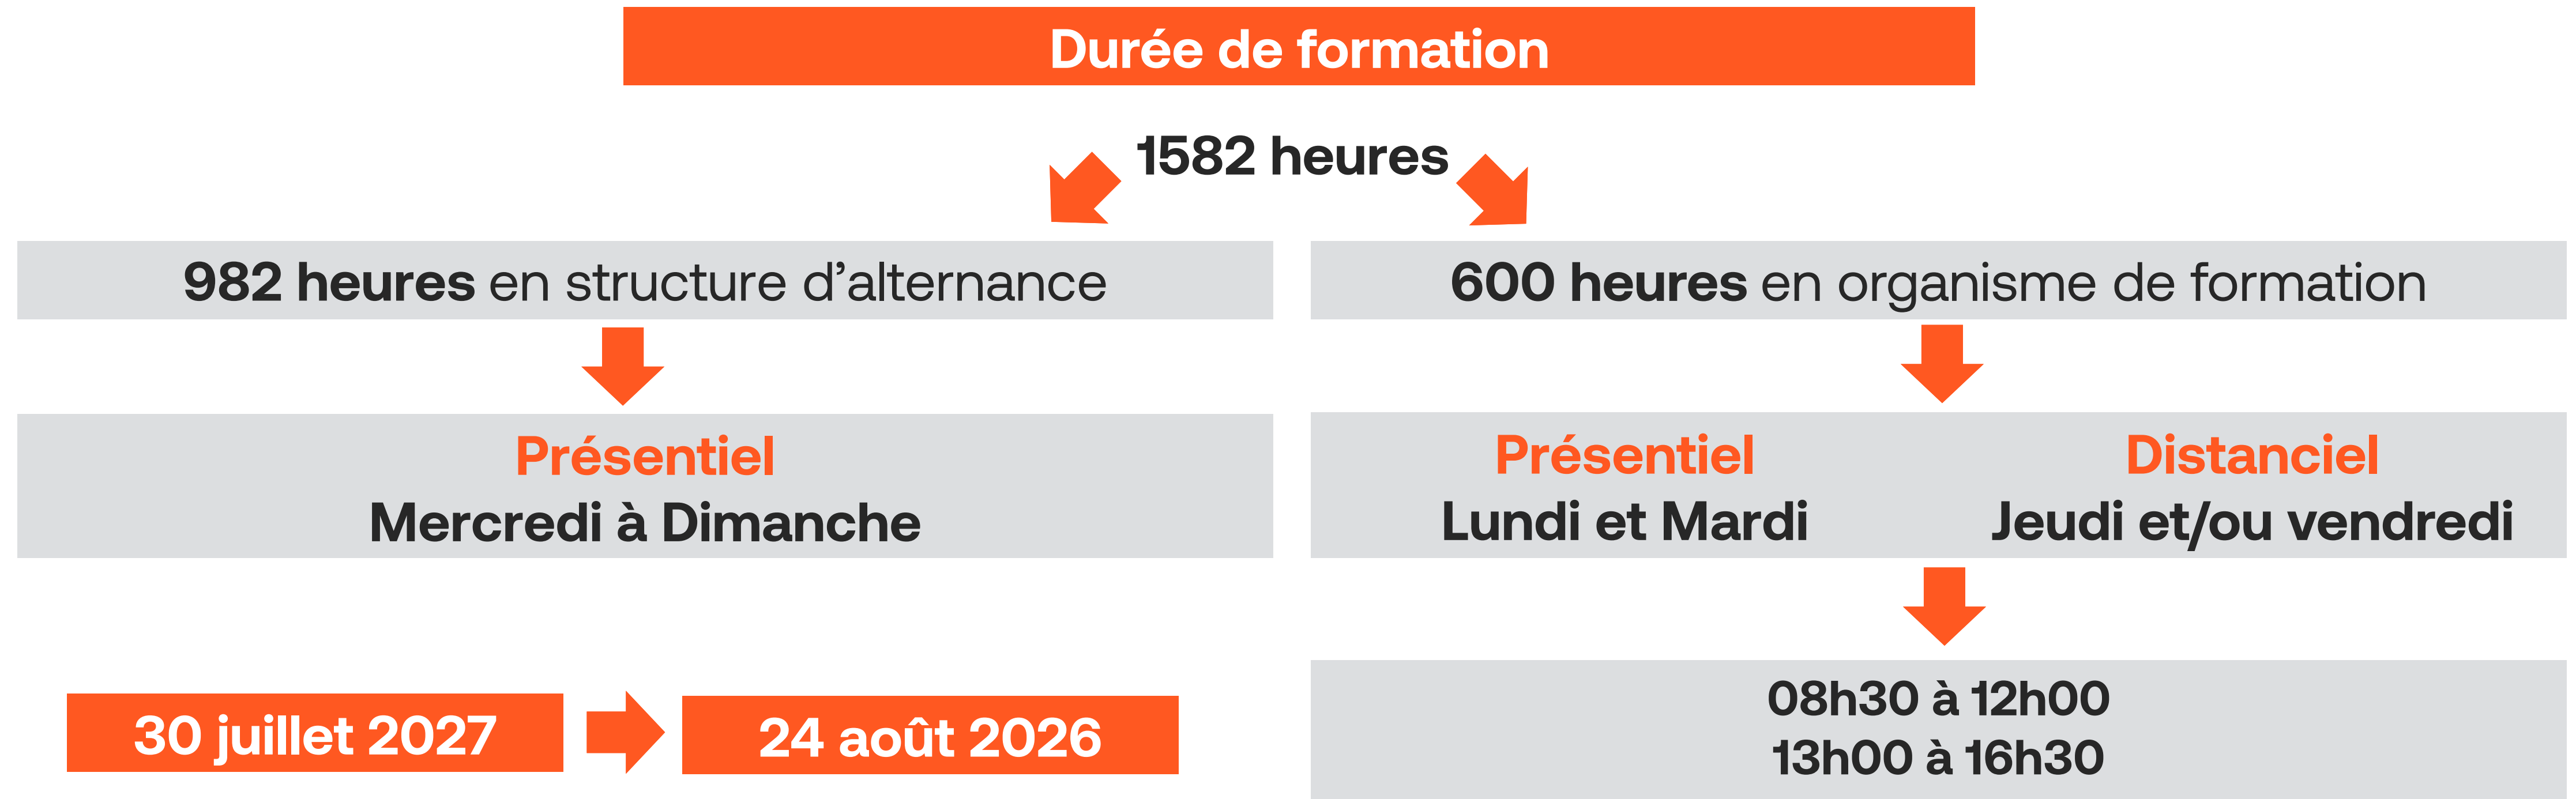 Durée de formation
1582 heures
982 heures en structure d’alternance
600 heures en organisme de formation
Présentiel
Mercredi à Dimanche
Présentiel
Lundi et Mardi
Distanciel
Jeudi et/ou vendredi
30 juillet 2027
24 août 2026
08h30 à 12h00
13h00 à 16h30